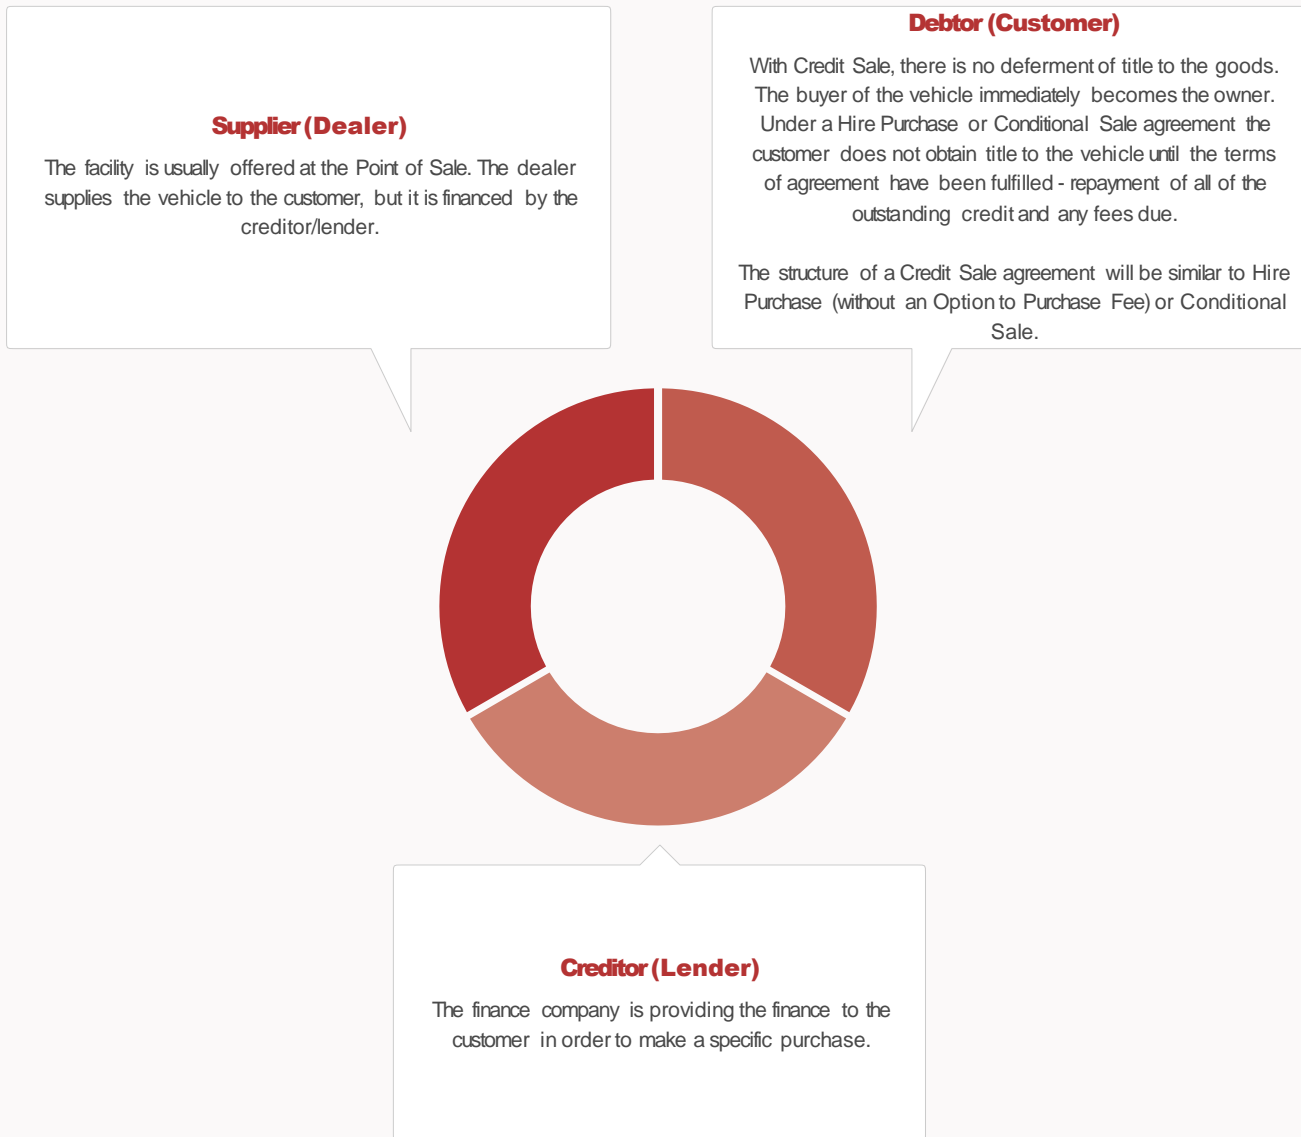 Supplier (Dealer)
The facility is usually offered at the Point of Sale. The dealer
supplies the vehicle to the customer, but it is financed by the
creditor/lender.
Debtor (Customer)
With Credit Sale, there is no deferment of title to the goods.
The buyer of the vehicle immediately becomes the owner.
Under a Hire Purchase or Conditional Sale agreement the
customer does not obtain title to the vehicle until the terms
of agreement have been fulfilled - repayment of all of the
outstanding credit and any fees due.
The structure of a Credit Sale agreement will be similar to Hire
Purchase (without an Option to Purchase Fee) or Conditional
Sale.
Creditor (Lender)
The finance company is providing the finance to the
customer in order to make a specific purchase.